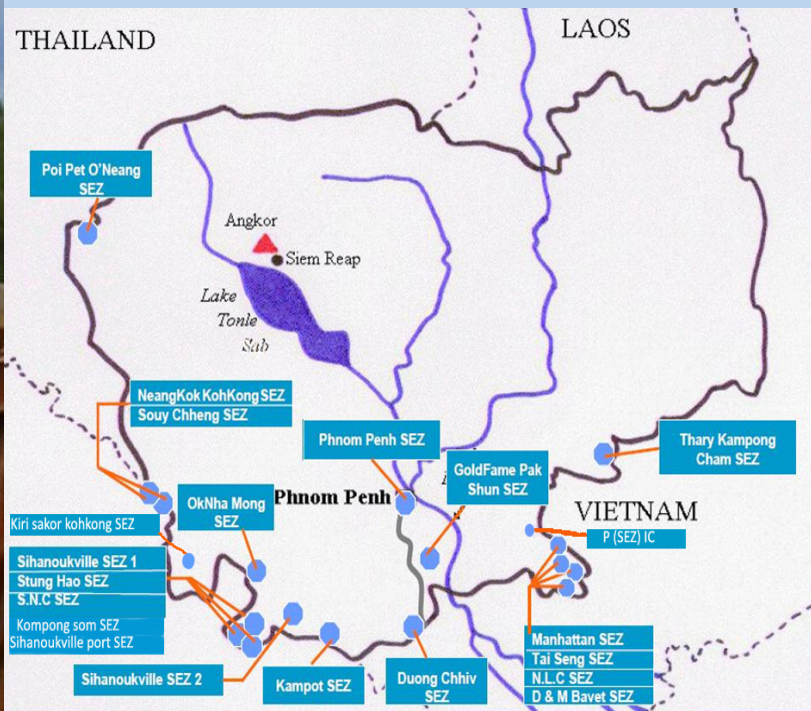 THAILAND
LAOS
Poi Pet O'Neang
SEZ
Angkor
Siem Reap
Lake
Tonle
Sab
NeangKok KohKong SEZ
Souy Chheng SEZ
Phnom Penh SEZ
Thary Kampong
Cham SEZ
GoldFame Pak
Shun SEZ
Phnom Penh
OkNha Mong
SEZ
VIETNAM
Kiri sakor kohkong SEZ
P (SEZ) IC
Sihanoukville SEZ 1
Stung Hao SEZ
S.N.C SEZ
Kompong som SEZ
Sihanoukville port SEZ
Manhattan SEZ
Tai Seng SEZ
N.L.C SEZ
D & M Bavet SEZ
Sihanoukville SEZ 2
Kampot SEZ
Duong Chhiv
SEZ